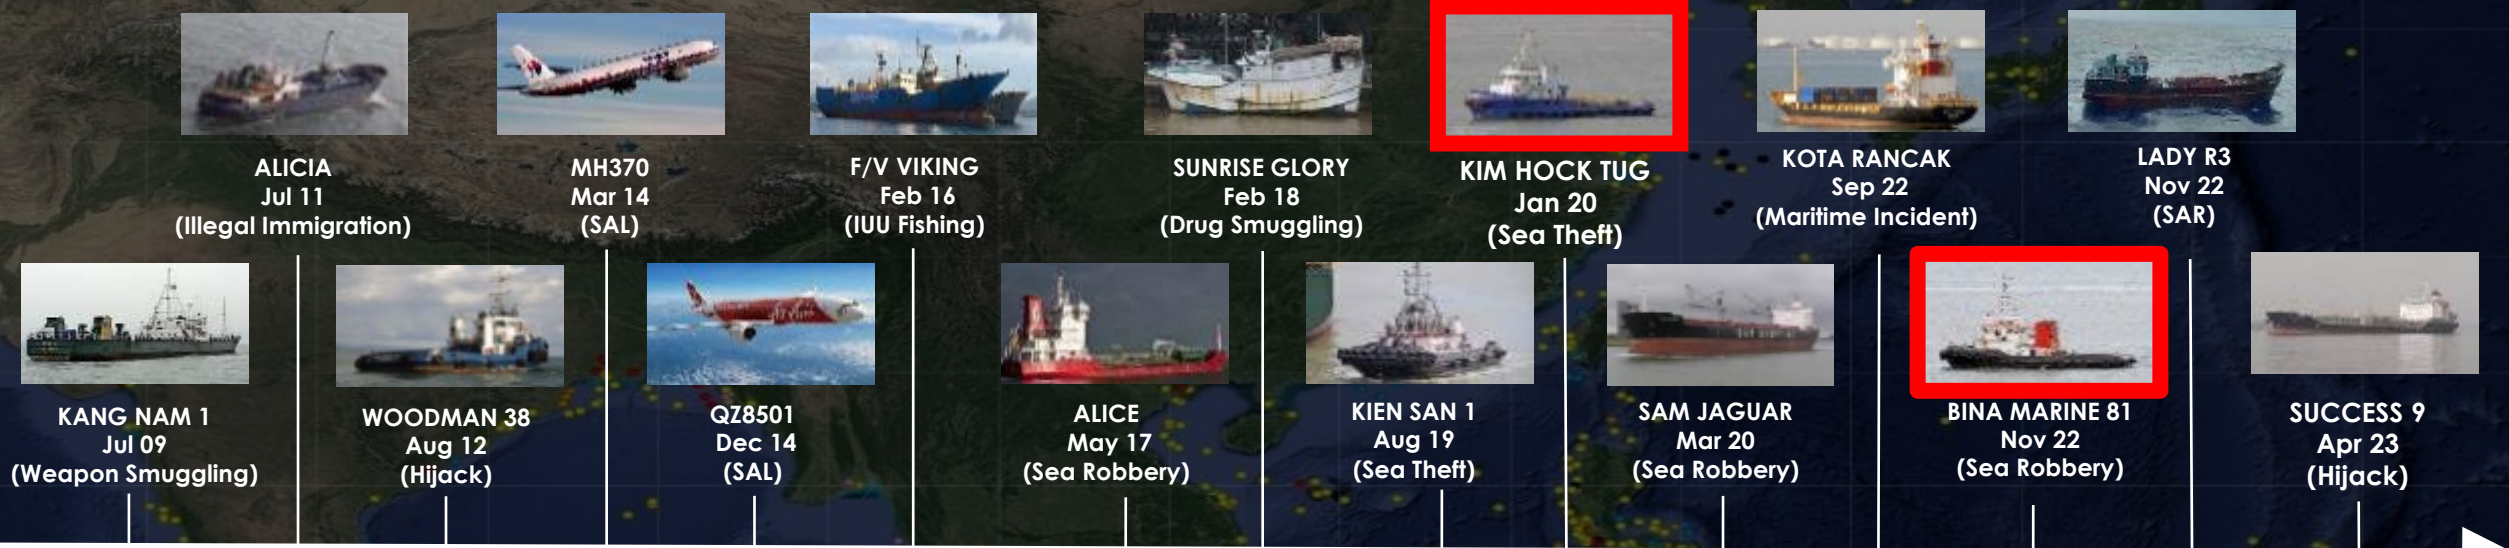 ALICIA
Jul 11
(Illegal Immigration)
MH370
Mar 14
(SAL)
F/V VIKING
Feb 16
(IUU Fishing)
SUNRISE GLORY
Feb 18
(Drug Smuggling)
KIM HOCK TUG
Jan 20
(Sea Theft)
KOTA RANCAK
Sep 22
(Maritime Incident)
LADY R3
Nov 22
(SAR)
KANG NAM 1
Jul 09
(Weapon Smuggling)
WOODMAN 38
Aug 12
(Hijack)
QZ8501
Dec 14
(SAL)
ALICE
May 17
(Sea Robbery)
KIEN SAN 1
Aug 19
(Sea Theft)
SAM JAGUAR
Mar 20
(Sea Robbery)
BINA MARINE 81
Nov 22
(Sea Robbery)
SUCCESS 9
Apr 23
(Hijack)